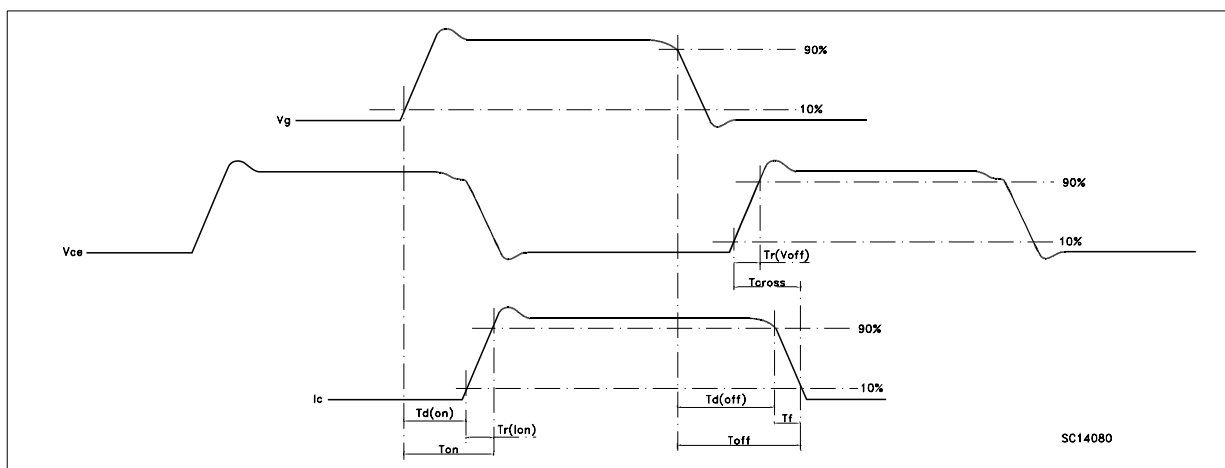 90%
10%
Vg
90%
Vce
10%
Tr(Voff)
Tcross
90%
10%
Ic
Td(on)
Td(off)
Tf
Tr(Ion)
Ton
Toff
SC14080